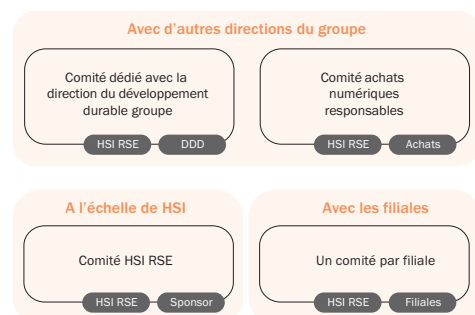 Avec d'autres directions du groupe
Comité dédié avec la
direction du développement
durable groupe
HSI RSE
DDD
Comité achats
numériques
responsables
HSI RSE
Achats
A l'échelle de HSI
Comité HSI RSE
HSI RSE
Sponsor
Avec les filiales
Un comité par filiale
HSI RSE
Filiales